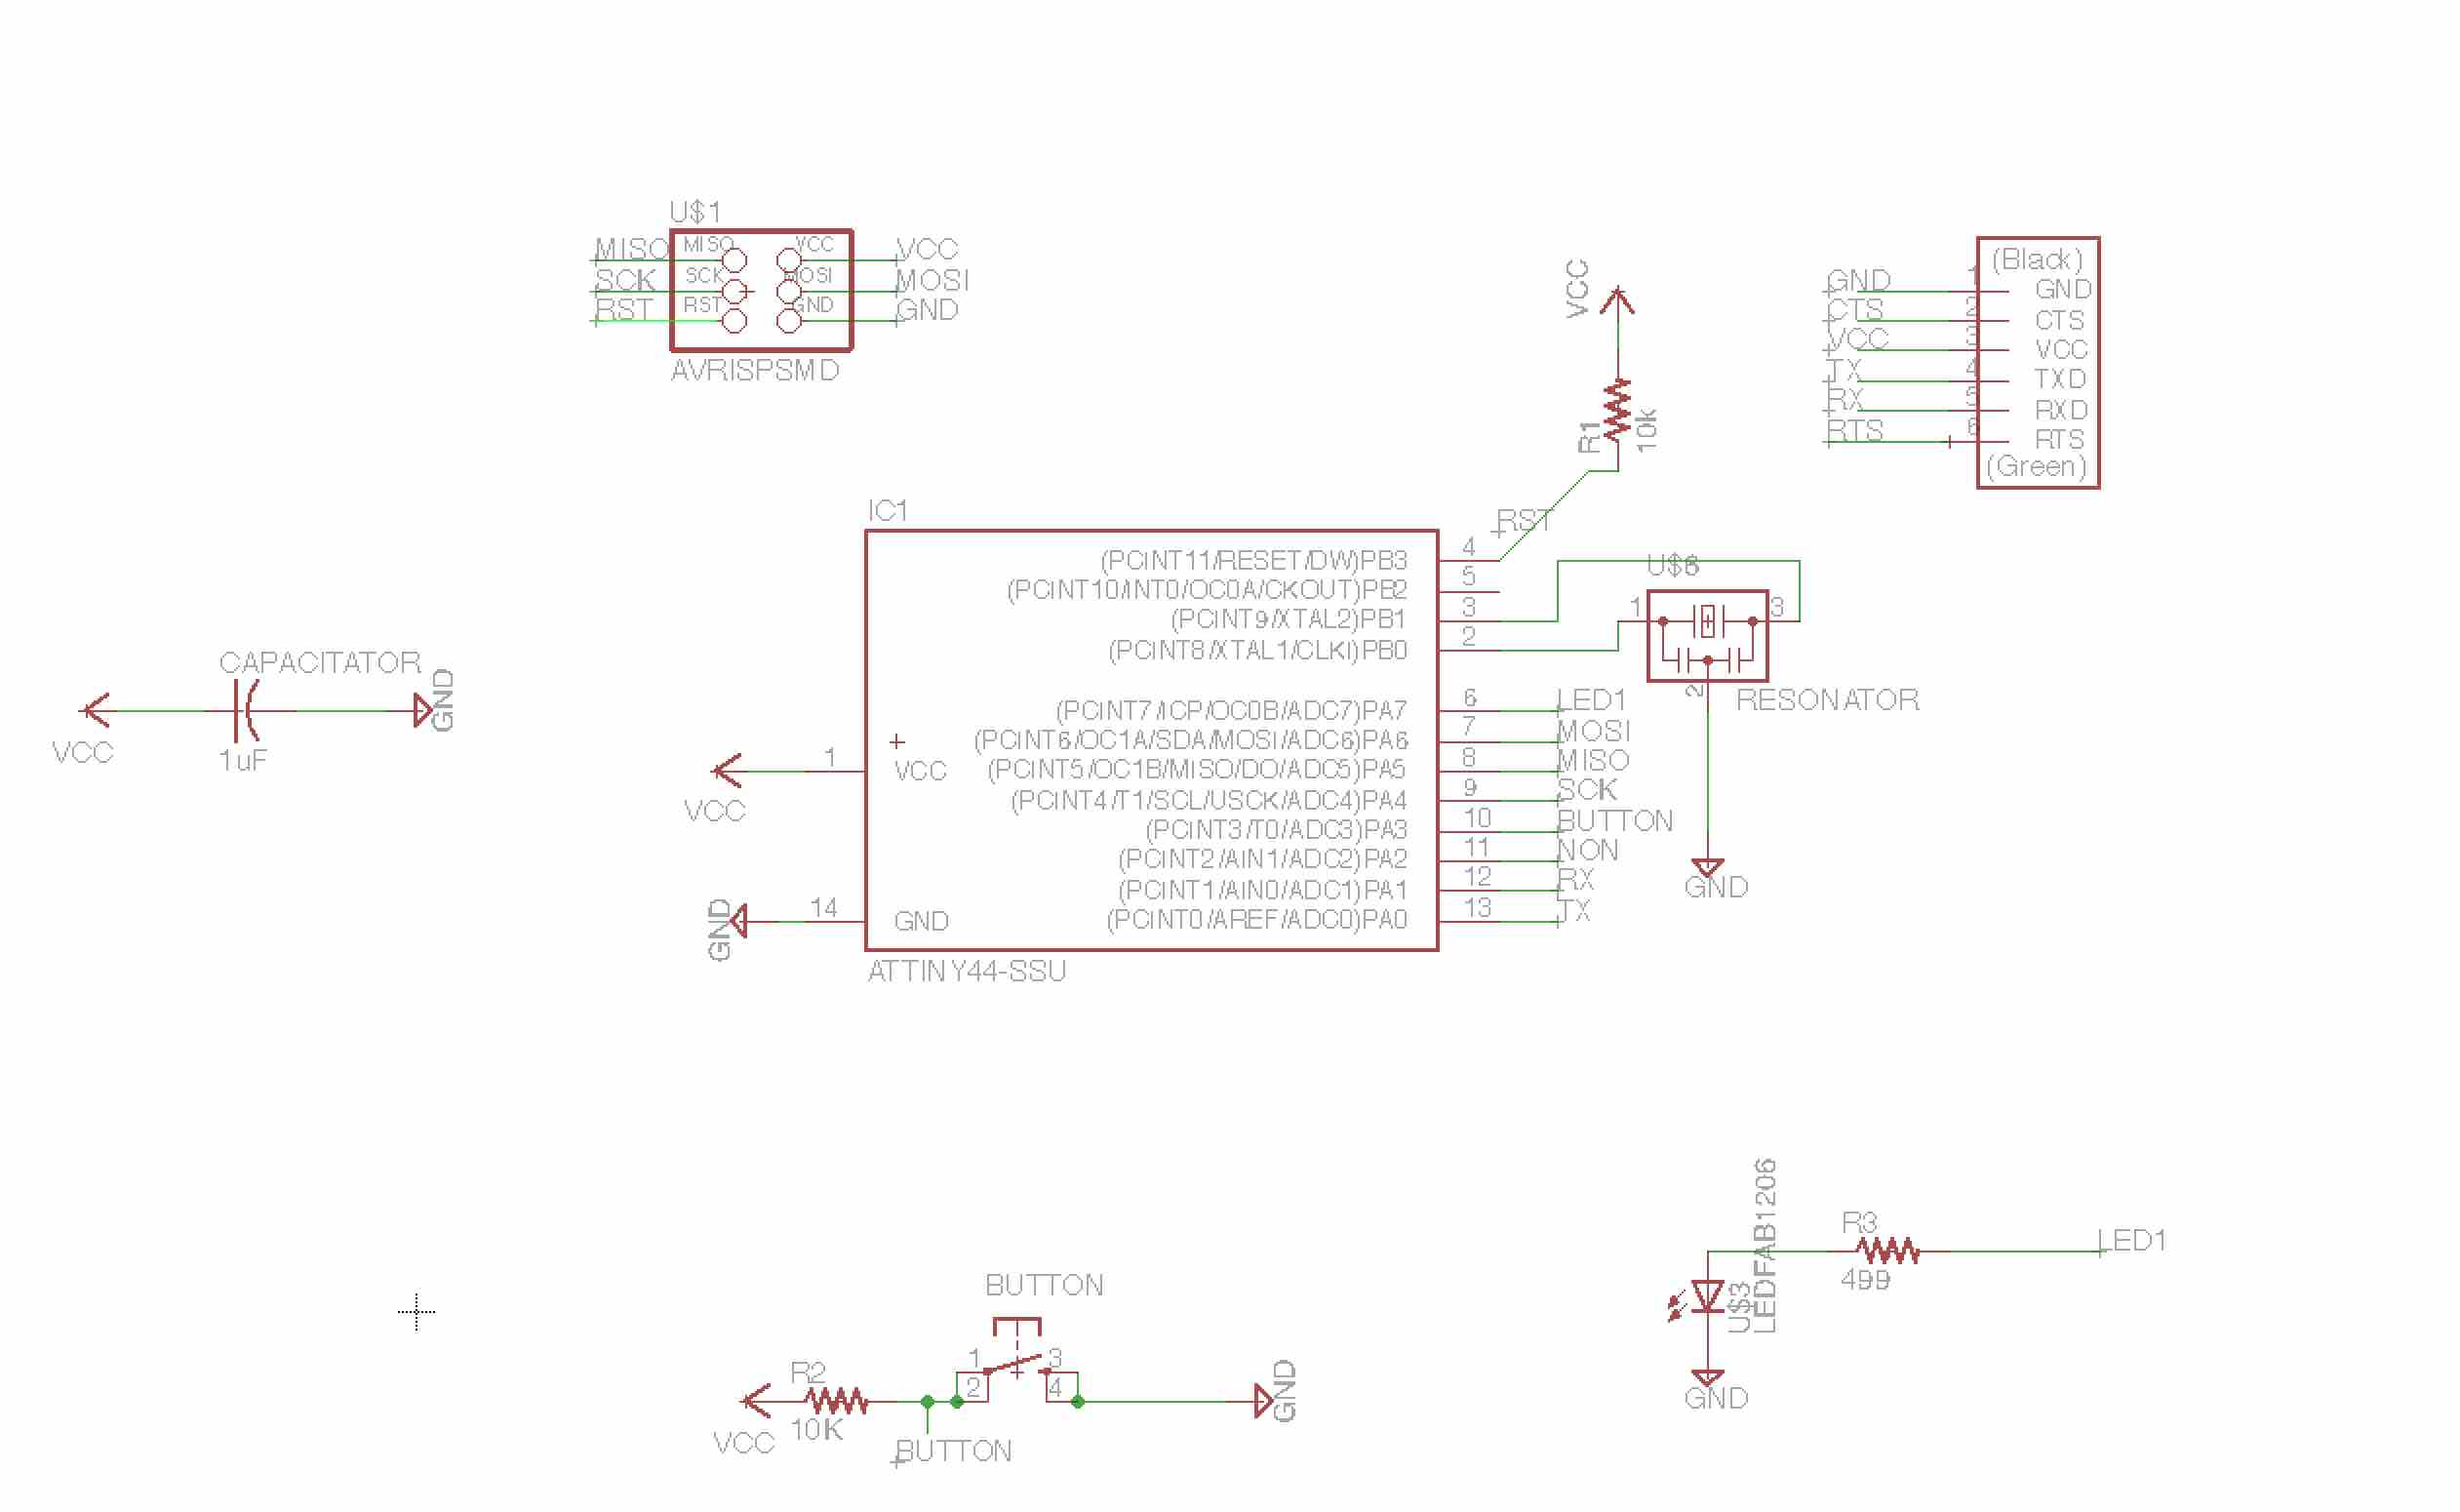 U$1
MISO MISO VCC VCC
SCK SCK MOSI MOSI
RST RST GND GND
AVRISPSMD
VCC
R1
10k
(Black)
GND 1 GND
CTS 2 CTS
VCC 3 VCC
TX 4 TXD
RX 5 RXD
RTS 6 RTS
(Green)
IC1
RST
(PCINT11/RESET/DW)PB3 4
(PCINT10/INT0/OC0A/CKOUT)PB2 5
(PCINT9/XTAL2)PB1 3
(PCINT8/XTAL1/CLKI)PB0 2
U$6
1 3
2
RESONATOR
GND
(PCINT7/ICP/OC0B/ADC7)PA7 6 LED1
(PCINT6/OC1A/SDA/MOSI/ADC6)PA6 7 MOSI
(PCINT5/OC1B/MISO/DO/ADC5)PA5 8 MISO
(PCINT4/T1/SCL/USCK/ADC4)PA4 9 SCK
(PCINT3/T0/ADC3)PA3 10 BUTTON
(PCINT2/AIN1/ADC2)PA2 11 NON
(PCINT1/AIN0/ADC1)PA1 12 RX
(PCINT0/AREF/ADC0)PA0 13 TX
VCC 1 VCC
GND 14 GND
ATTINY44-SSU
CAPACITATOR
VCC
1uF
GND
BUTTON
R2
10K
VCC
1 3
2 4
BUTTON
GND
LEDFAB1206
U$3
R3
499
LED1
GND